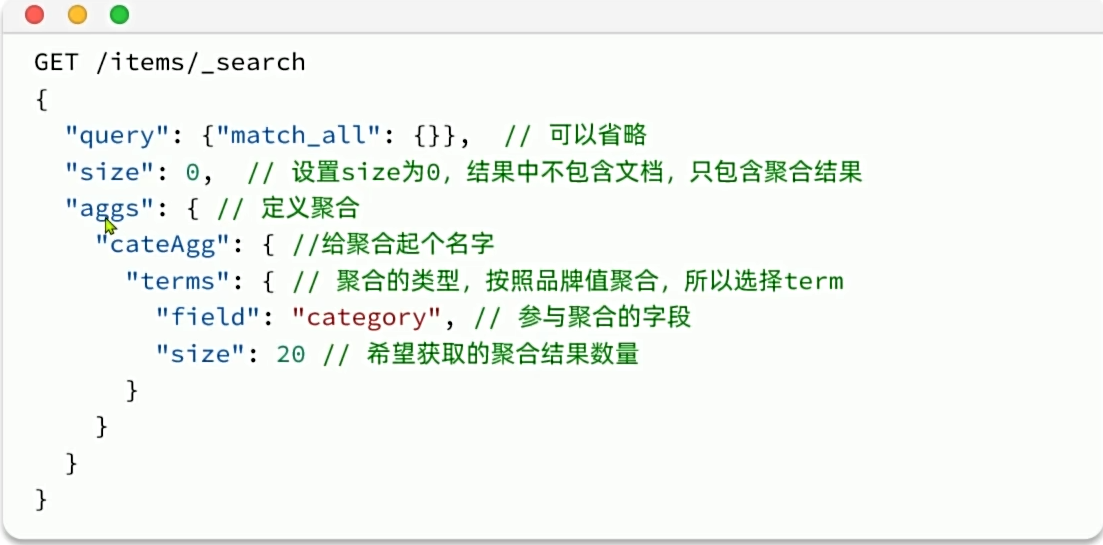 GET /items/_search
{
  "query": {"match_all": {}},  // 可以省略
  "size": 0,  // 设置size为0，结果中不包含文档，只包含聚合结果
  "aggs": { // 定义聚合
    "cateAgg": { //给聚合起个名字
      "terms": { // 聚合的类型，按照品牌值聚合，所以选择term
        "field": "category", // 参与聚合的字段
        "size": 20 // 希望获取的聚合结果数量
      }
    }
  }
}